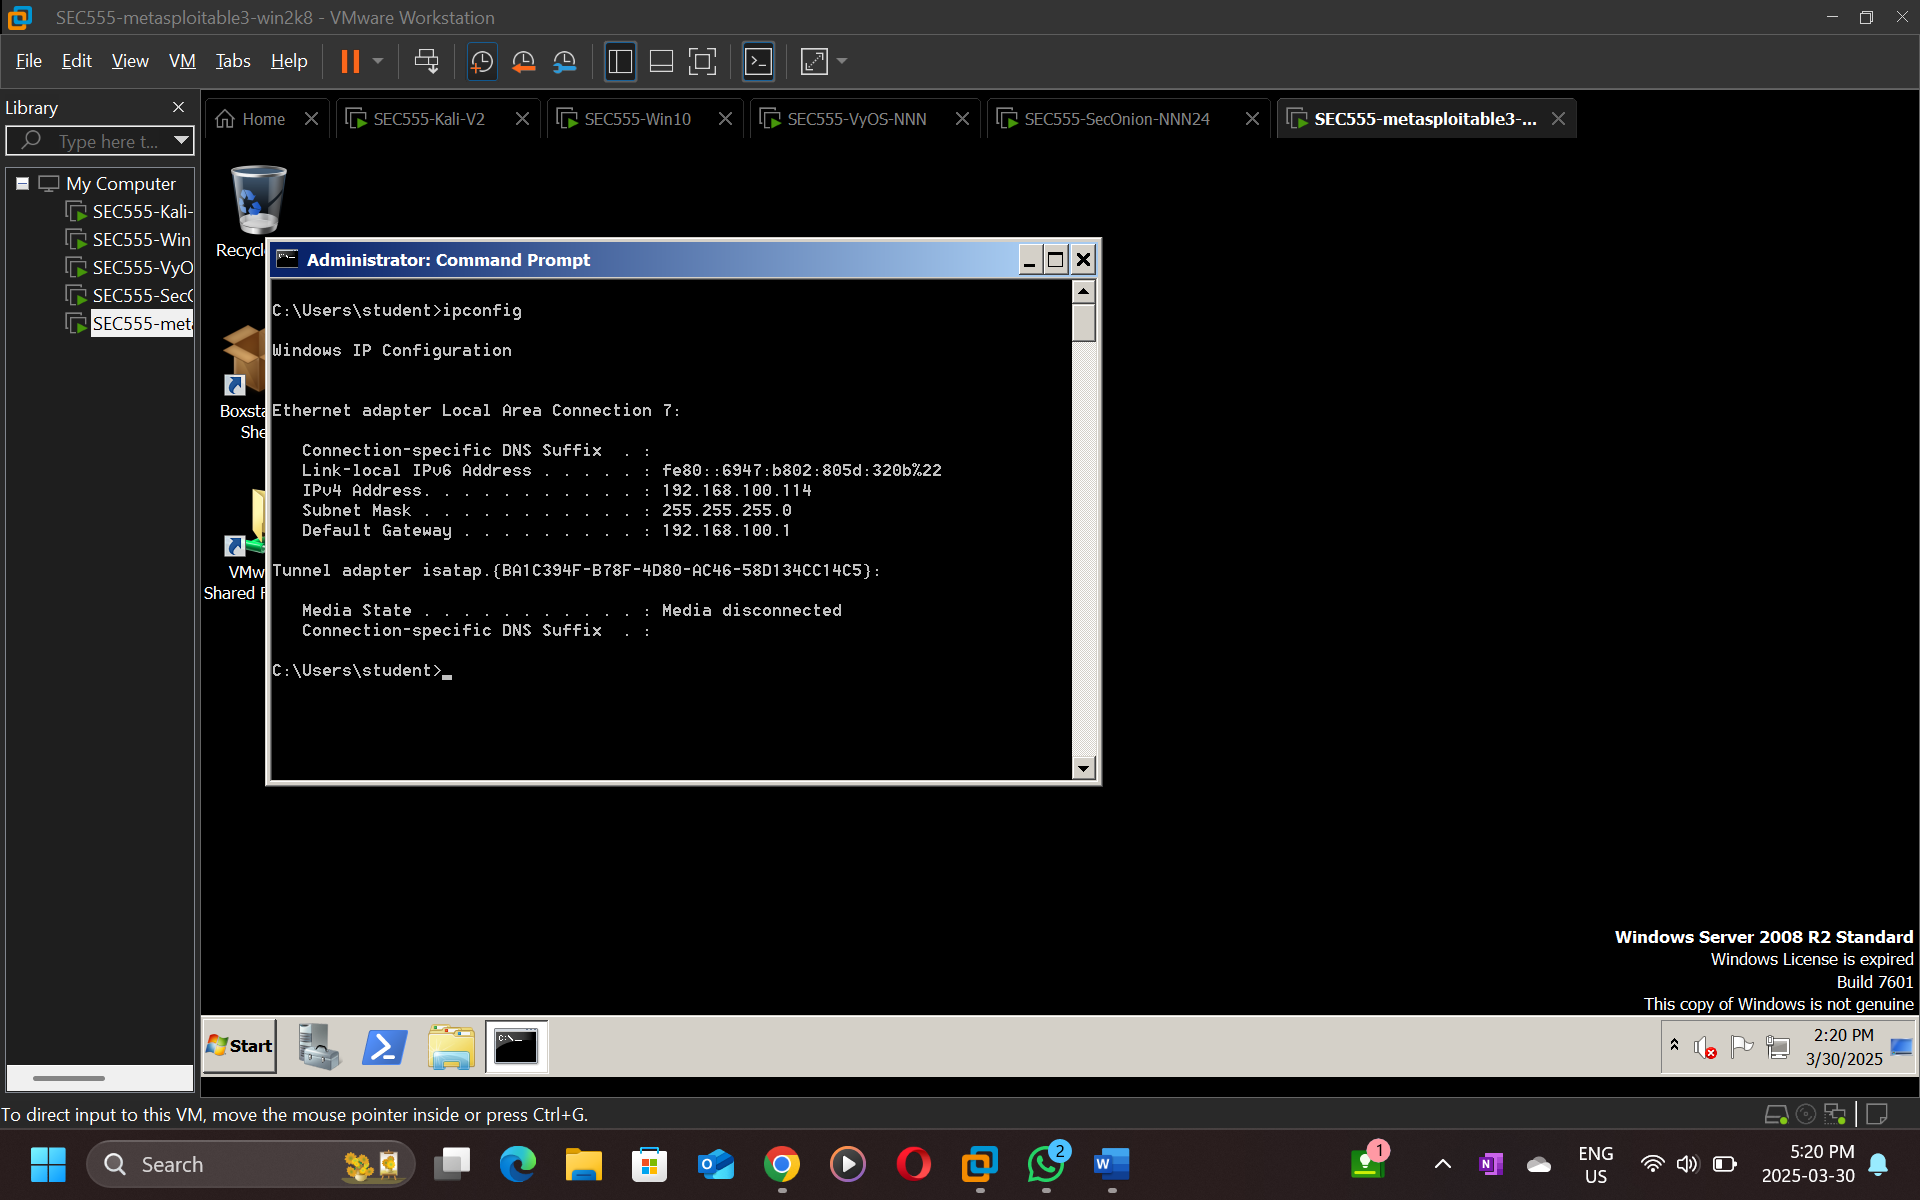 SEC555-metasploitable3-win2k8 - VMware Workstation
File Edit View VM Tabs Help
Library
Type here t...
My Computer
SEC555-Kali-
SEC555-Win
SEC555-VyO
SEC555-Sec
SEC555-meta
Home
SEC555-Kali-V2
SEC555-Win10
SEC555-VyOS-NNN
SEC555-SecOnion-NNN24
SEC555-metasploitable3-...
Recycl
Boxsta
She
VMw
Shared F
Administrator: Command Prompt
C:\Users\student>ipconfig
Windows IP Configuration
Ethernet adapter Local Area Connection 7:
Connection-specific DNS Suffix . :
Link-local IPv6 Address . . . . . : fe80::6947:b802:805d:320b%22
IPv4 Address. . . . . . . . . . . : 192.168.100.114
Subnet Mask . . . . . . . . . . . : 255.255.255.0
Default Gateway . . . . . . . . . : 192.168.100.1
Tunnel adapter isatap.{BA1C394F-B78F-4D80-AC46-58D134CC14C5}:
Media State . . . . . . . . . . . : Media disconnected
Connection-specific DNS Suffix . :
C:\Users\student>_
Windows Server 2008 R2 Standard
Windows License is expired
Build 7601
This copy of Windows is not genuine
Start
2:20 PM
3/30/2025
To direct input to this VM, move the mouse pointer inside or press Ctrl+G.
Search
2
1
ENG
US
5:20 PM
2025-03-30